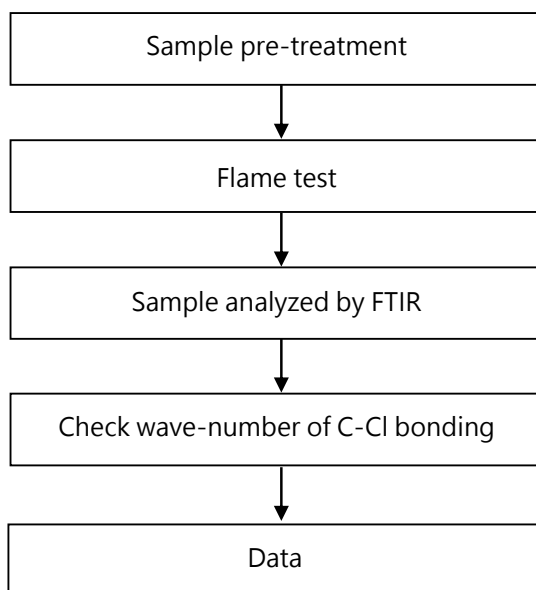 Sample pre-treatment
Flame test
Sample analyzed by FTIR
Check wave-number of C-Cl bonding
Data